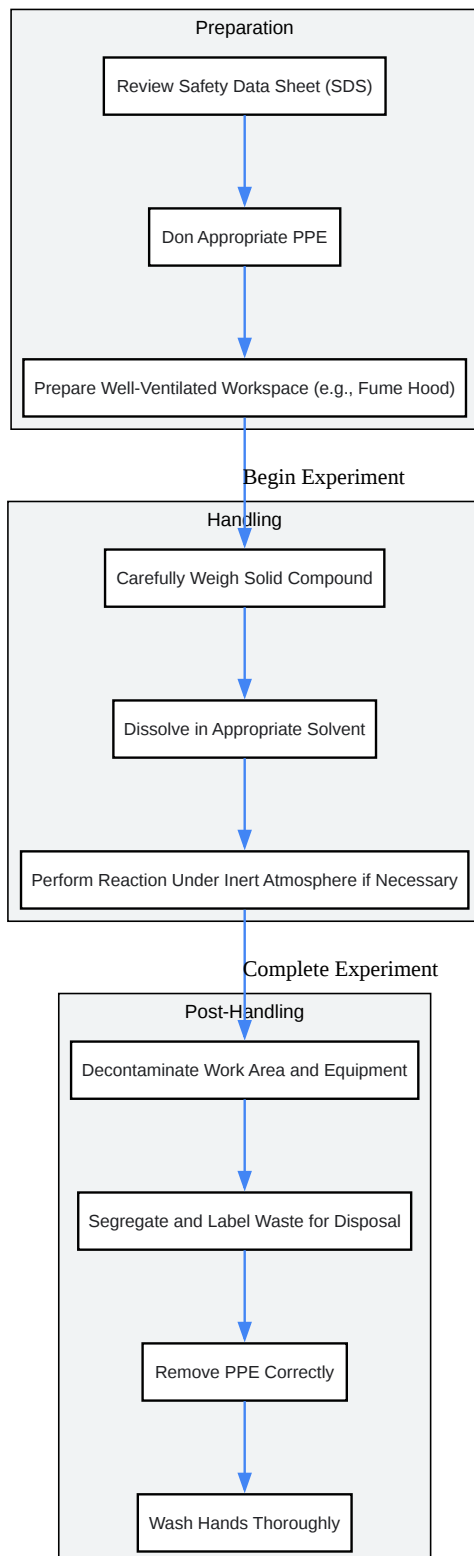 Preparation
Review Safety Data Sheet (SDS)
Don Appropriate PPE
Prepare Well-Ventilated Workspace (e.g., Fume Hood)
Begin Experiment
Handling
Carefully Weigh Solid Compound
Dissolve in Appropriate Solvent
Perform Reaction Under Inert Atmosphere if Necessary
Complete Experiment
Post-Handling
Decontaminate Work Area and Equipment
Segregate and Label Waste for Disposal
Remove PPE Correctly
Wash Hands Thoroughly